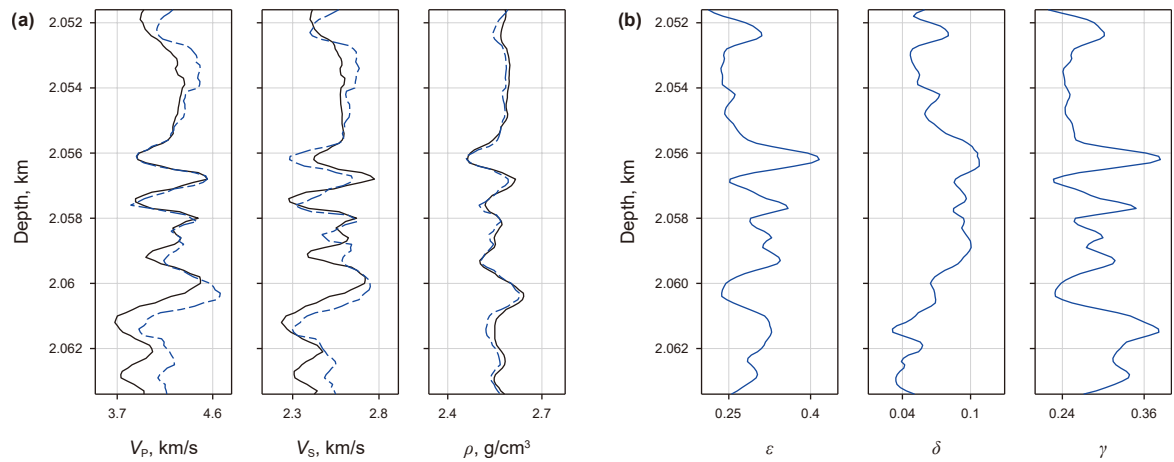 (a)
(b)
2.052
2.054
2.056
2.058
2.06
2.062
Depth, km
3.7 4.6
2.3 2.8
2.4 2.7
V_P, km/s
V_S, km/s
ρ, g/cm³
2.052
2.054
2.056
2.058
2.060
2.062
Depth, km
0.25 0.4
0.04 0.1
0.24 0.36
ε
δ
γ